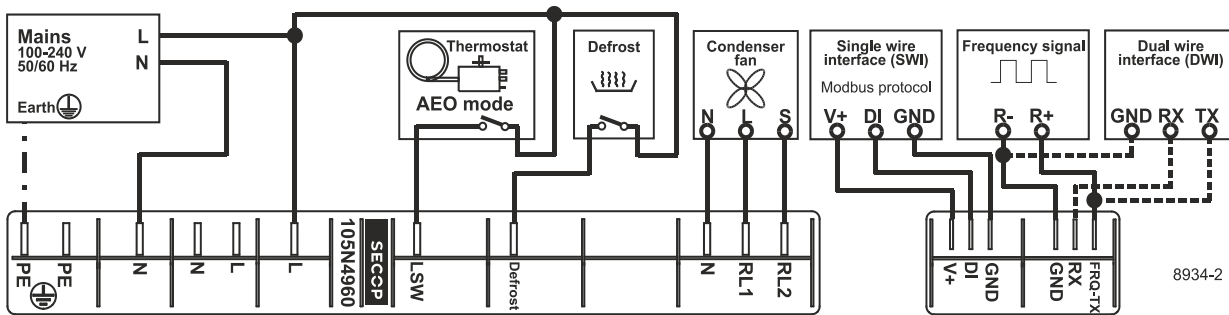 Mains
100-240 V
50/60 Hz
L
N
Earth
Thermostat
AEO mode
Defrost
Condenser
fan
N L S
Single wire
interface (SWI)
Modbus protocol
V+ DI GND
Frequency signal
R- R+
Dual wire
interface (DWI)
GND RX TX
PE
PE
N
N
L
L
105N4960
SECOP
LSW
Defrost
N
RL1
RL2
V+
DI
GND
GND
RX
FRQ-TX
8934-2